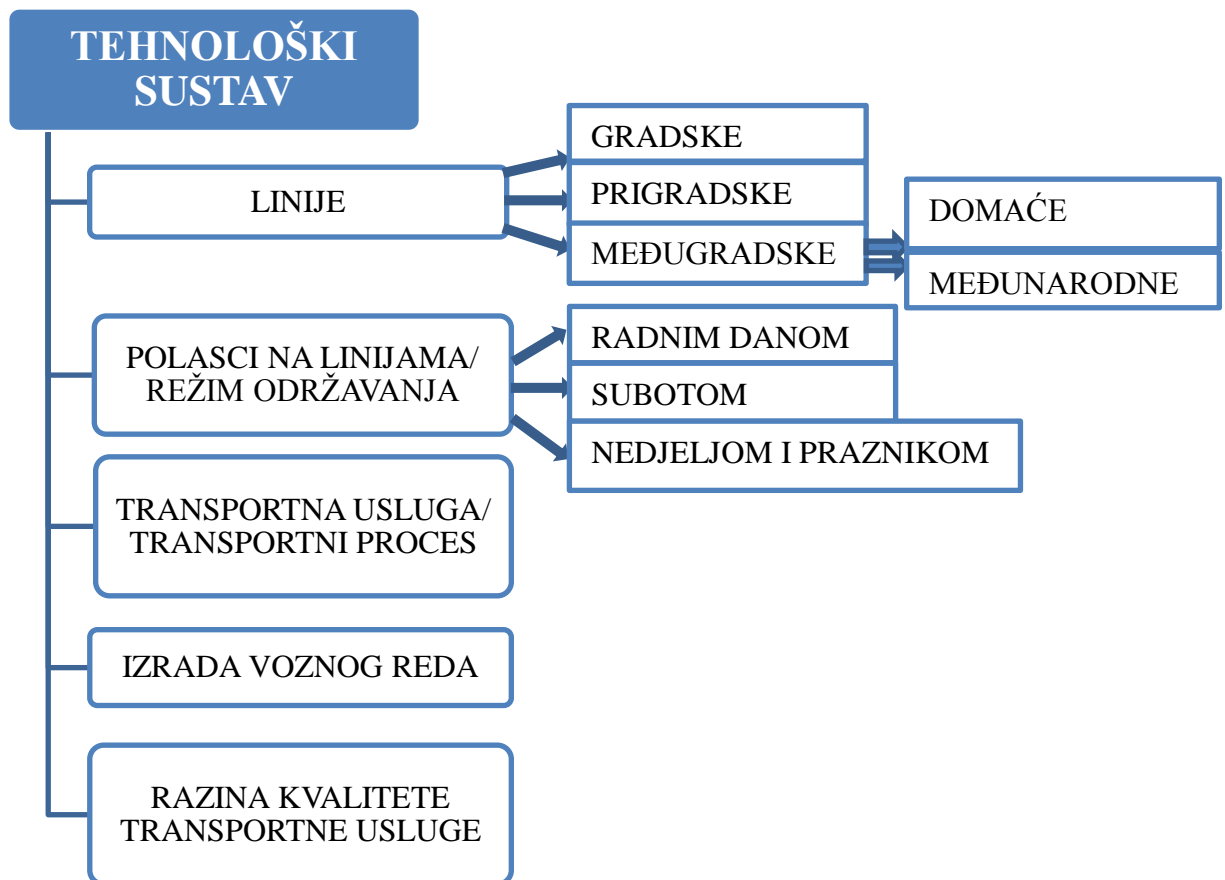 TEHNOLOŠKI
SUSTAV
LINIJE
GRADSKE
PRIGRADSKE
MEĐUGRADSKE
DOMAĆE
MEĐUNARODNE
POLASCI NA LINIJAMA/
REŽIM ODRŽAVANJA
RADNIM DANOM
SUBOTOM
NEDJELJOM I PRAZNIKOM
TRANSPORTNA USLUGA/
TRANSPORTNI PROCES
IZRADA VOZNOG REDA
RAZINA KVALITETE
TRANSPORTNE USLUGE